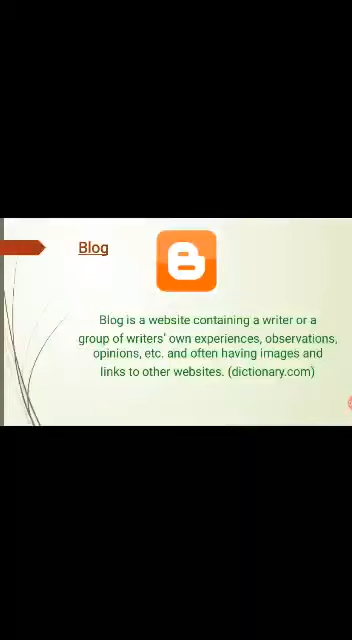 Blog
Blog is a website containing a writer or a
group of writers' own experiences, observations,
opinions, etc. and often having images and
links to other websites. (dictionary.com)